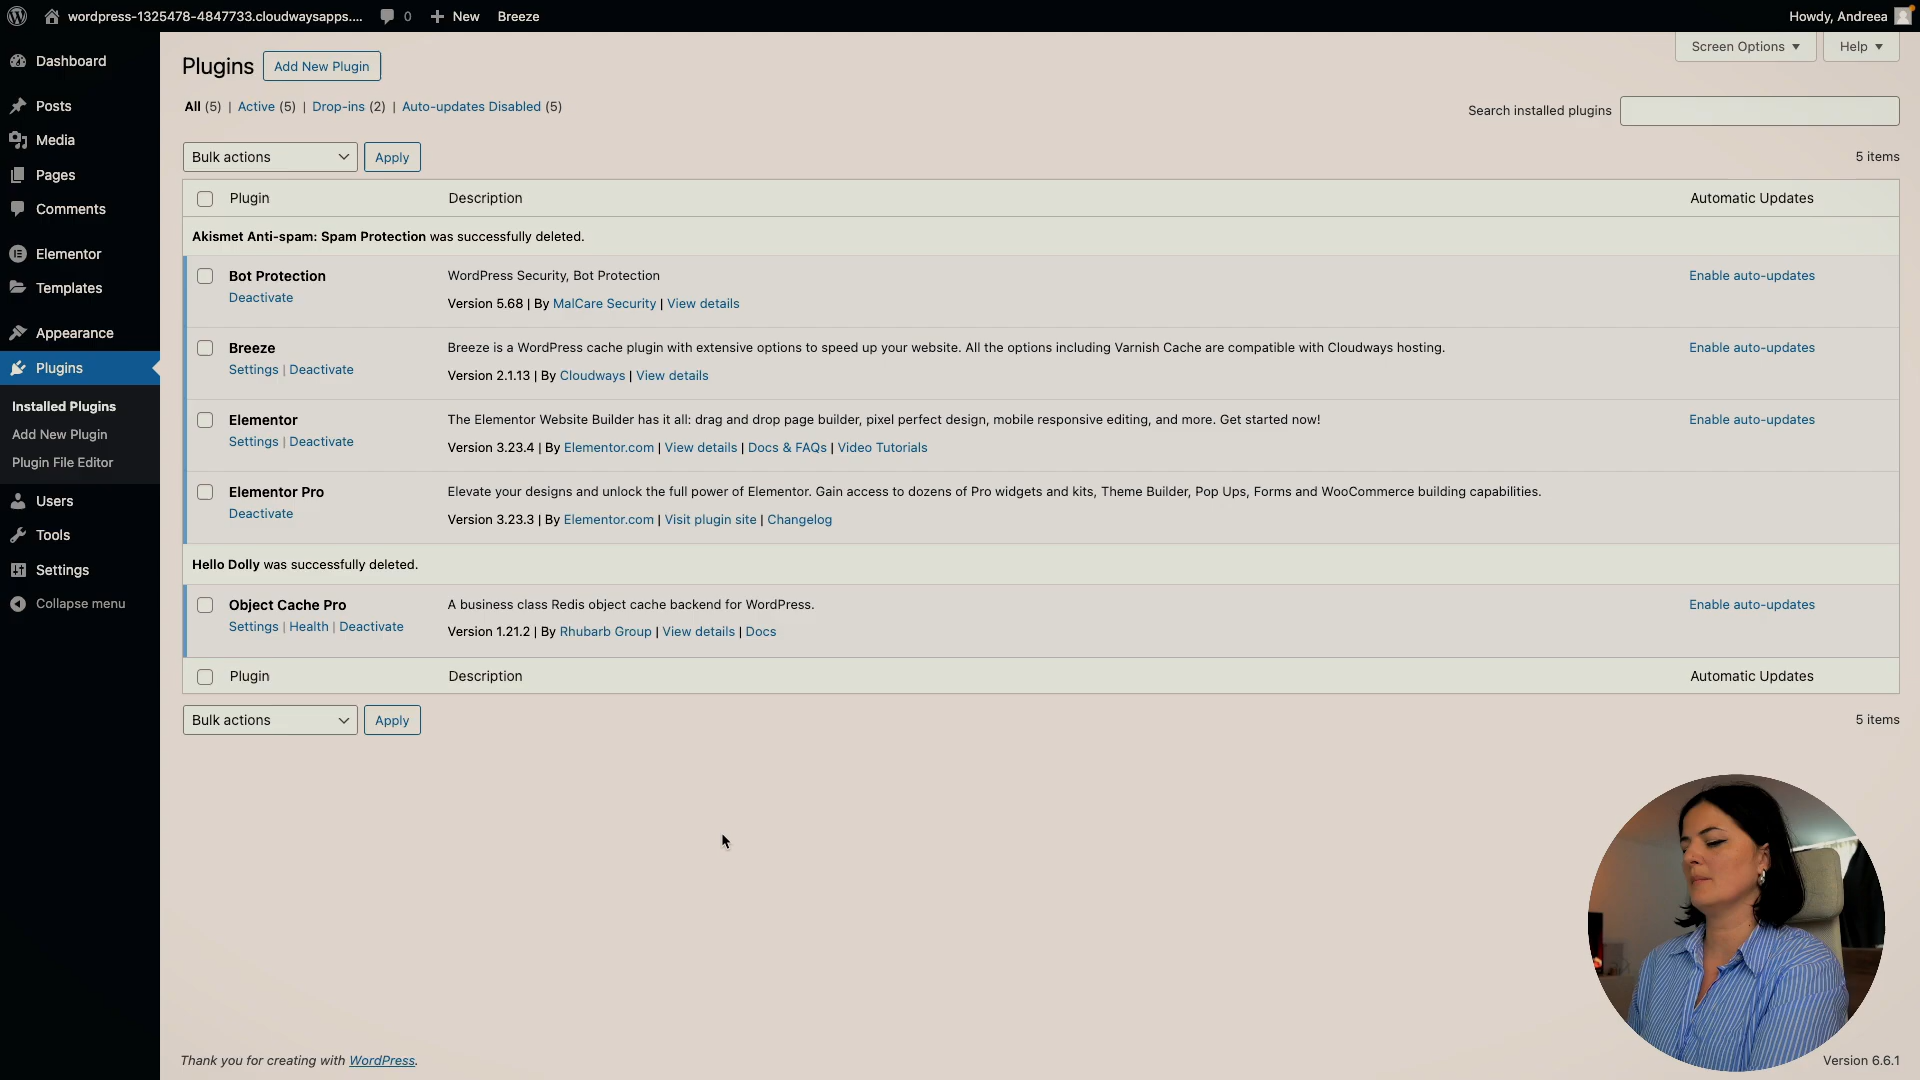 wordpress-1325478-4847733.cloudwaysapps.... 0 New Breeze Howdy, Andreea
Screen Options Help
Dashboard
Posts
Media
Pages
Comments
Elementor
Templates
Appearance
Plugins
Installed Plugins
Add New Plugin
Plugin File Editor
Users
Tools
Settings
Collapse menu
Plugins Add New Plugin
All (5) | Active (5) | Drop-ins (2) | Auto-updates Disabled (5)
Search installed plugins
Bulk actions Apply 5 items
Plugin Description Automatic Updates
Akismet Anti-spam: Spam Protection was successfully deleted.
Bot Protection WordPress Security, Bot Protection Enable auto-updates
Deactivate Version 5.68 | By MalCare Security | View details
Breeze Breeze is a WordPress cache plugin with extensive options to speed up your website. All the options including Varnish Cache are compatible with Cloudways hosting. Enable auto-updates
Settings | Deactivate Version 2.1.13 | By Cloudways | View details
Elementor The Elementor Website Builder has it all: drag and drop page builder, pixel perfect design, mobile responsive editing, and more. Get started now! Enable auto-updates
Settings | Deactivate Version 3.23.4 | By Elementor.com | View details | Docs & FAQs | Video Tutorials
Elementor Pro Elevate your designs and unlock the full power of Elementor. Gain access to dozens of Pro widgets and kits, Theme Builder, Pop Ups, Forms and WooCommerce building capabilities.
Deactivate Version 3.23.3 | By Elementor.com | Visit plugin site | Changelog
Hello Dolly was successfully deleted.
Object Cache Pro A business class Redis object cache backend for WordPress. Enable auto-updates
Settings | Health | Deactivate Version 1.21.2 | By Rhubarb Group | View details | Docs
Plugin Description Automatic Updates
Bulk actions Apply 5 items
Thank you for creating with WordPress. Version 6.6.1